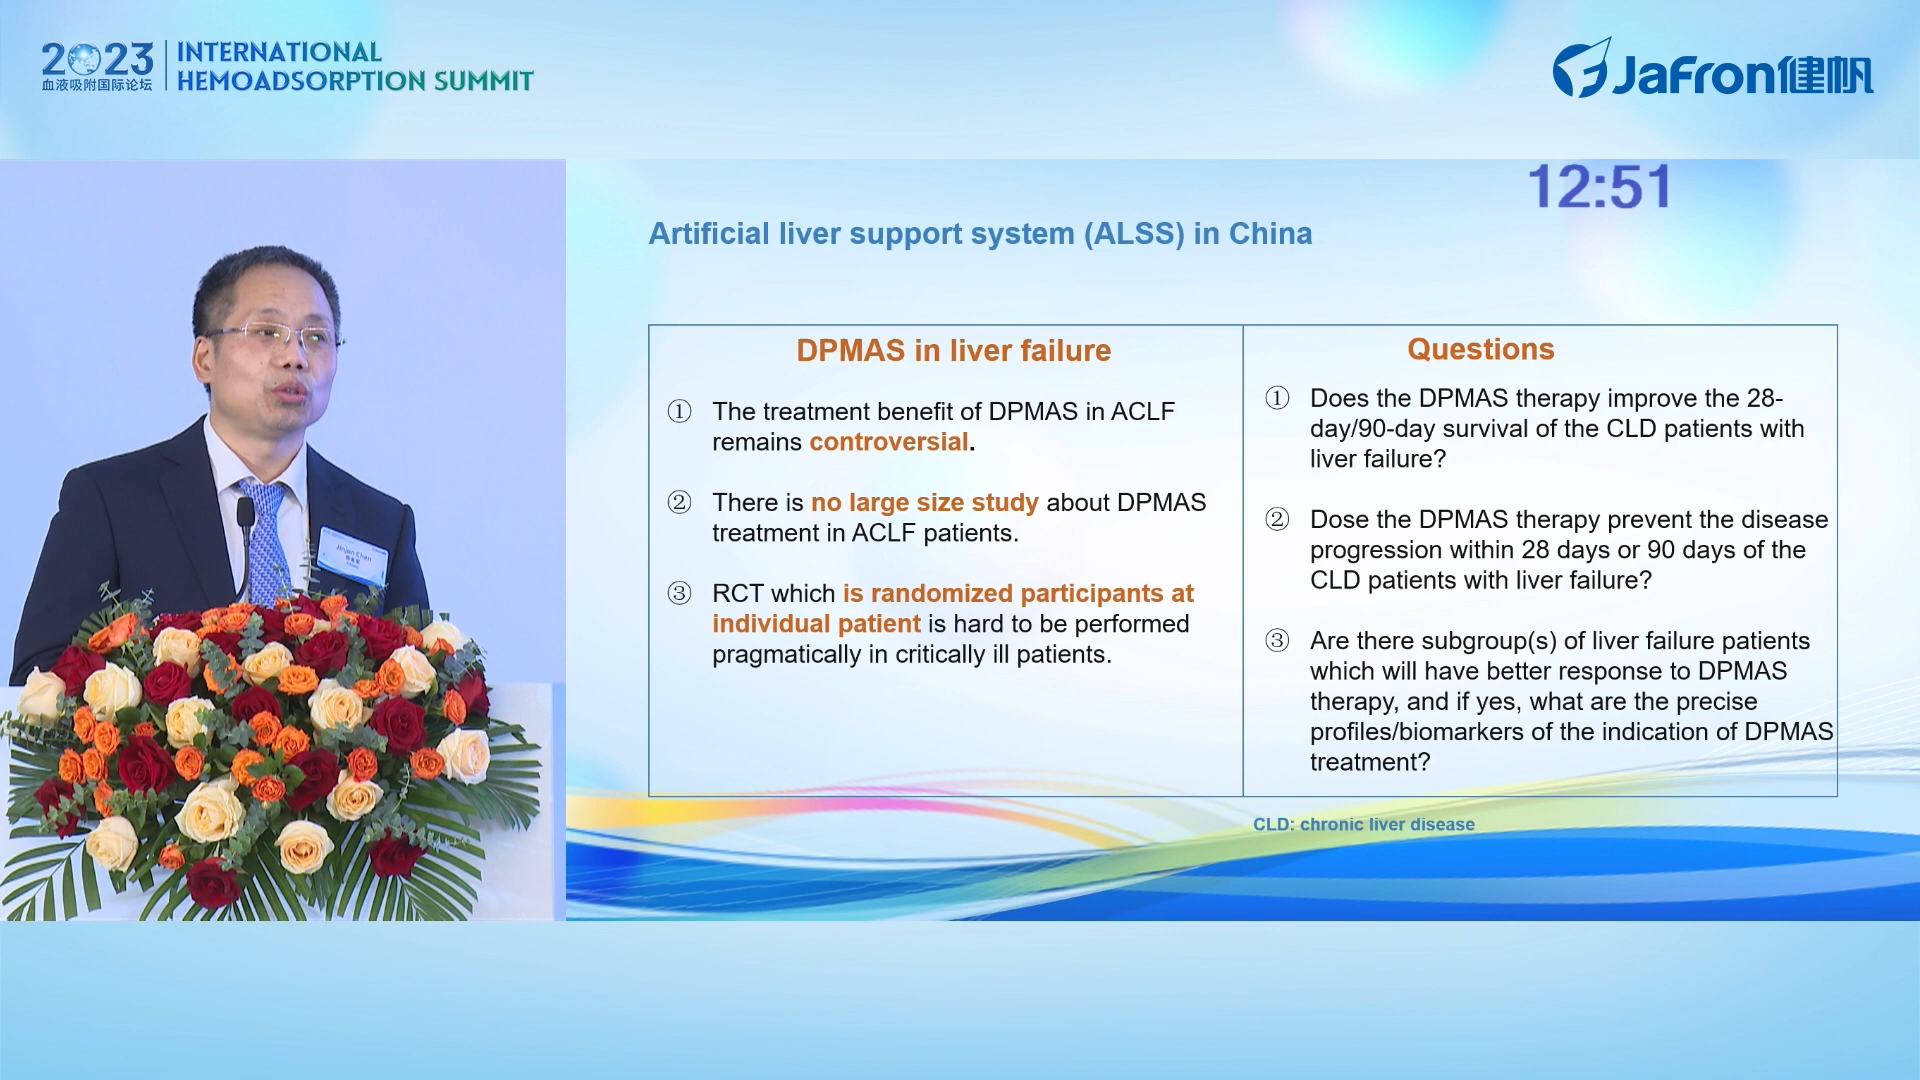 2023
血液吸附国际论坛
INTERNATIONAL
HEMOADSORPTION SUMMIT
JaFron健帆
12:51
Artificial liver support system (ALSS) in China
DPMAS in liver failure
① The treatment benefit of DPMAS in ACLF
remains controversial.
② There is no large size study about DPMAS
treatment in ACLF patients.
③ RCT which is randomized participants at
individual patient is hard to be performed
pragmatically in critically ill patients.
Questions
① Does the DPMAS therapy improve the 28-
day/90-day survival of the CLD patients with
liver failure?
② Dose the DPMAS therapy prevent the disease
progression within 28 days or 90 days of the
CLD patients with liver failure?
③ Are there subgroup(s) of liver failure patients
which will have better response to DPMAS
therapy, and if yes, what are the precise
profiles/biomarkers of the indication of DPMAS
treatment?
CLD: chronic liver disease
Jinjun Chen